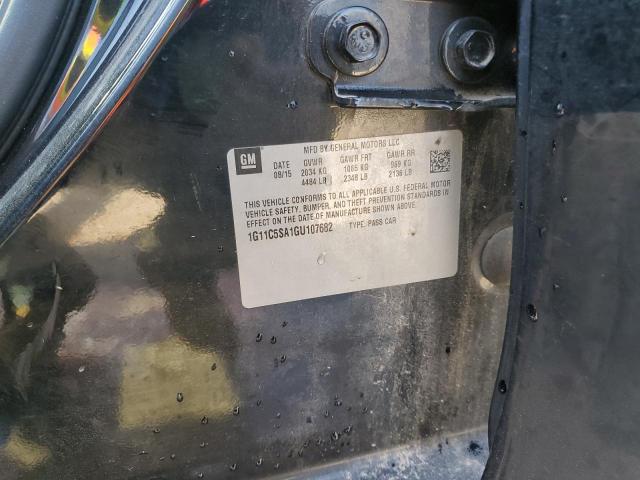 MFD BY GENERAL MOTORS LLC
GM
DATE GVWR GAWR FRT GAWR RR
09/15 2034 KG 1065 KG 969 KG
4484 LB 2348 LB 2136 LB
THIS VEHICLE CONFORMS TO ALL APPLICABLE U.S. FEDERAL MOTOR
VEHICLE SAFETY, BUMPER, AND THEFT PREVENTION STANDARDS IN
EFFECT ON THE DATE OF MANUFACTURE SHOWN ABOVE.
1G11C5SA1GU107682 TYPE: PASS CAR